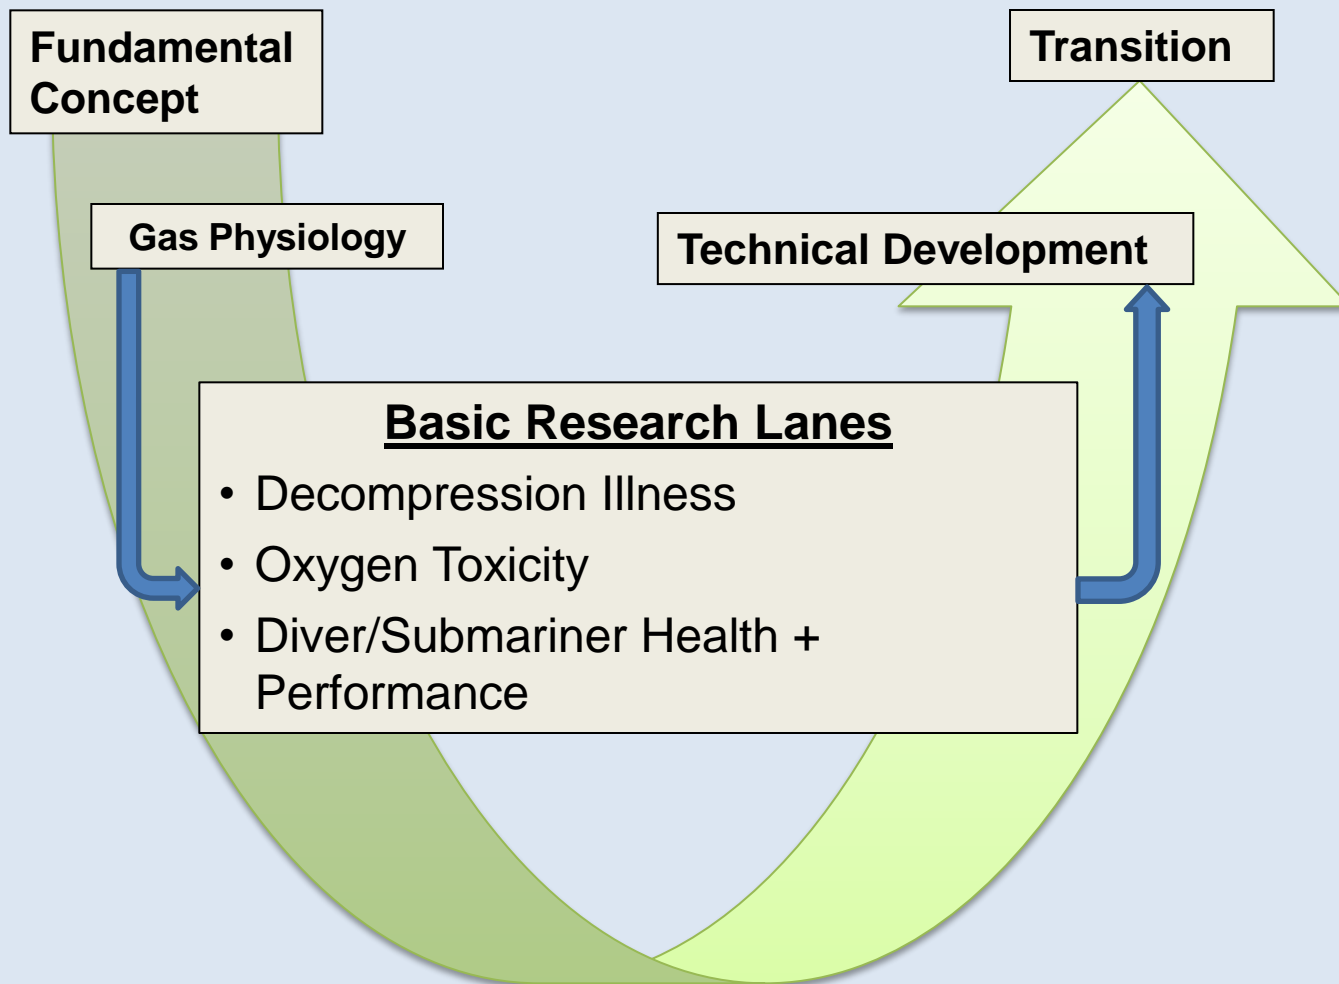 Fundamental
Concept
Transition
Gas Physiology
Technical Development
Basic Research Lanes
• Decompression Illness
• Oxygen Toxicity
• Diver/Submariner Health +
Performance